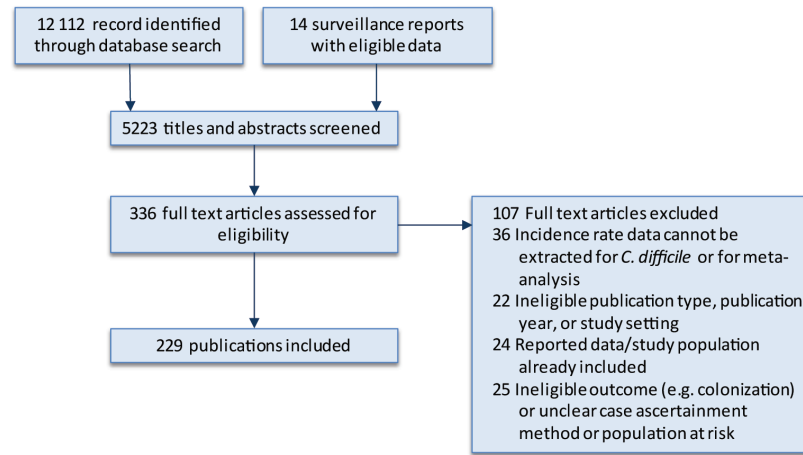 12 112 record identified
through database search
14 surveillance reports
with eligible data
5223 titles and abstracts screened
336 full text articles assessed for
eligibility
107 Full text articles excluded
36 Incidence rate data cannot be
extracted for C. difficile or for meta-
analysis
22 Ineligible publication type, publication
year, or study setting
24 Reported data/study population
already included
25 Ineligible outcome (e.g. colonization)
or unclear case ascertainment
method or population at risk
229 publications included